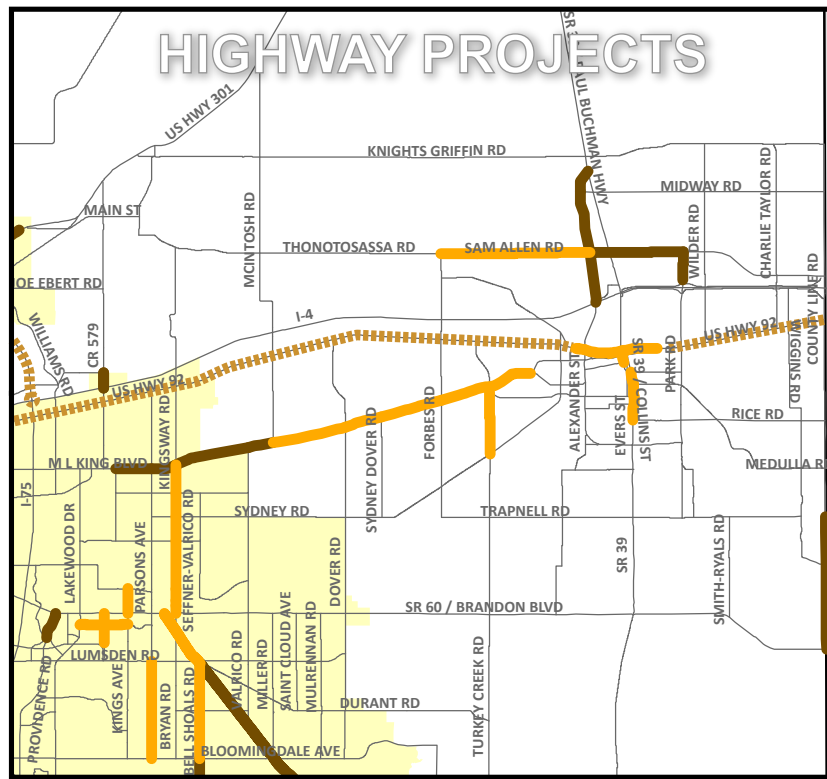 HIGHWAY PROJECTS
US HWY 301
PAUL BUCHMAN HWY
KNIGHTS GRIFFIN RD
MIDWAY RD
CHARLIE TAYLOR RD
MAIN ST
MCINTOSH RD
THONOTOSASSA RD
SAM ALLEN RD
WILDER RD
COUNTY LINE RD
JOE EBERT RD
WILLIAMS RD
CR 579
I-4
US HWY 92
US HWY 92
SR 39 / COLLINS ST
PARK RD
WIGGINS RD
KINGSWAY RD
FORBES RD
SYDNEY DOVER RD
ALEXANDER ST
EVERS ST
RICE RD
M L KING BLVD
MEDULLA RD
I-75
LAKEWOOD DR
PARSONS AVE
SEFFNER-VALRICO RD
SYDNEY RD
TRAPNELL RD
DOVER RD
SR 39
SMITH-RYALS RD
SR 60 / BRANDON BLVD
LUMSDEN RD
PROVIDENCE RD
KINGS AVE
BRYAN RD
BELL SHOALS RD
VALRICO RD
MILLER RD
SAINT CLOUD AVE
MULRENNAN RD
DURANT RD
TURKEY CREEK RD
BLOOMINGDALE AVE